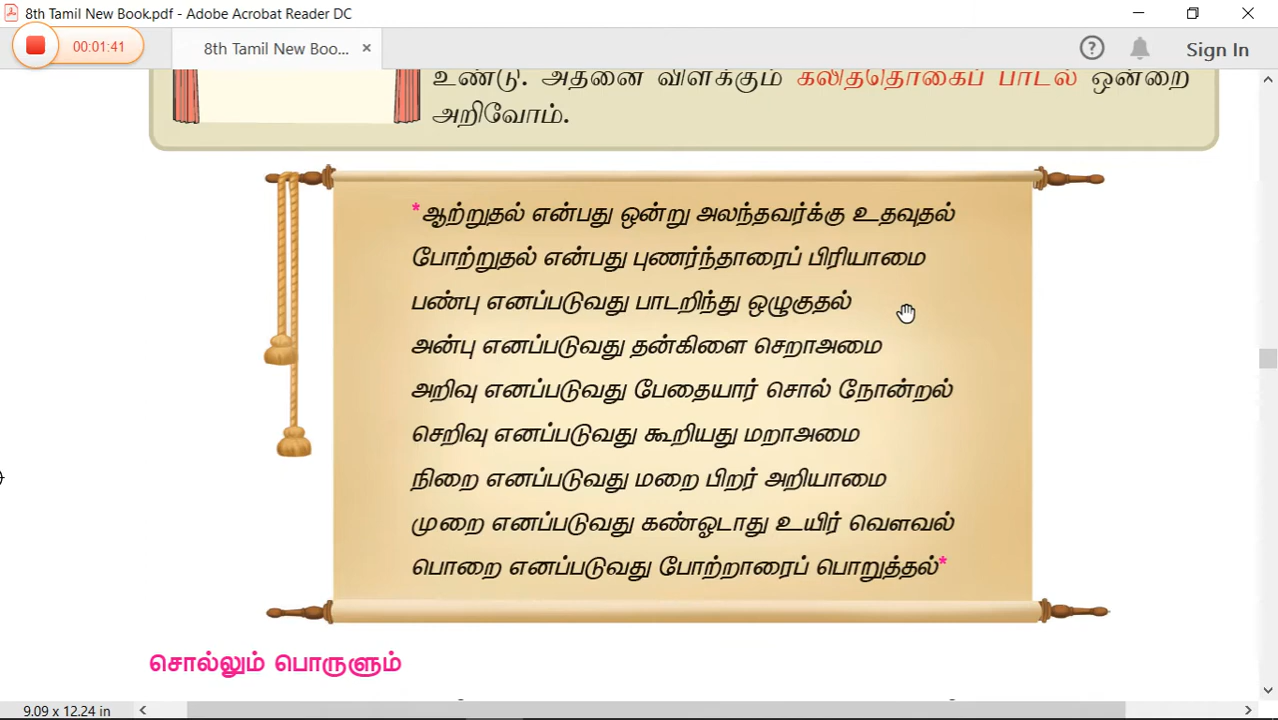 8th Tamil New Book.pdf - Adobe Acrobat Reader DC
00:01:41
8th Tamil New Boo...
Sign In
உண்டு. அதனை விளக்கும் கலித்தொகைப் பாடல் ஒன்றை
அறிவோம்.
*ஆற்றுதல் என்பது ஒன்று அலந்தவர்க்கு உதவுதல்
போற்றுதல் என்பது புணர்ந்தாரைப் பிரியாமை
பண்பு எனப்படுவது பாடறிந்து ஒழுகுதல்
அன்பு எனப்படுவது தன்கிளை செறாஅமை
அறிவு எனப்படுவது பேதையார் சொல் நோன்றல்
செறிவு எனப்படுவது கூறியது மறாஅமை
நிறை எனப்படுவது மறை பிறர் அறியாமை
முறை எனப்படுவது கண்ஓடாது உயிர் வௌவல்
பொறை எனப்படுவது போற்றாரைப் பொறுத்தல்*
சொல்லும் பொருளும்
9.09 x 12.24 in